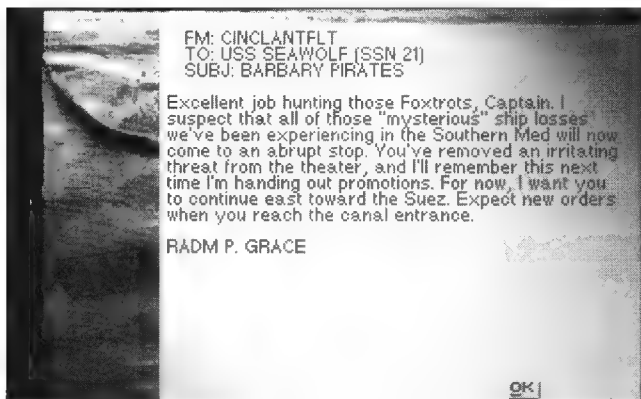 FM: CINCLANTFLT
TO: USS SEAWOLF (SSN 21)
SUBJ: BARBARY PIRATES
Excellent job hunting those Foxtrots, Captain. I
suspect that all of those "mysterious" ship losses
we've been experiencing in the Southern Med will now
come to an abrupt stop. You've removed an irritating
threat from the theater, and I'll remember this next
time I'm handing out promotions. For now, I want you
to continue east toward the Suez. Expect new orders
when you reach the canal entrance.
RADM P. GRACE
OK